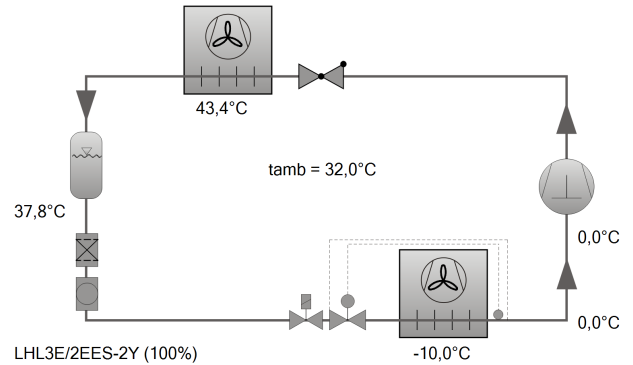 43,4°C
tamb = 32,0°C
37,8°C
0,0°C
0,0°C
LHL3E/2EES-2Y (100%)
-10,0°C